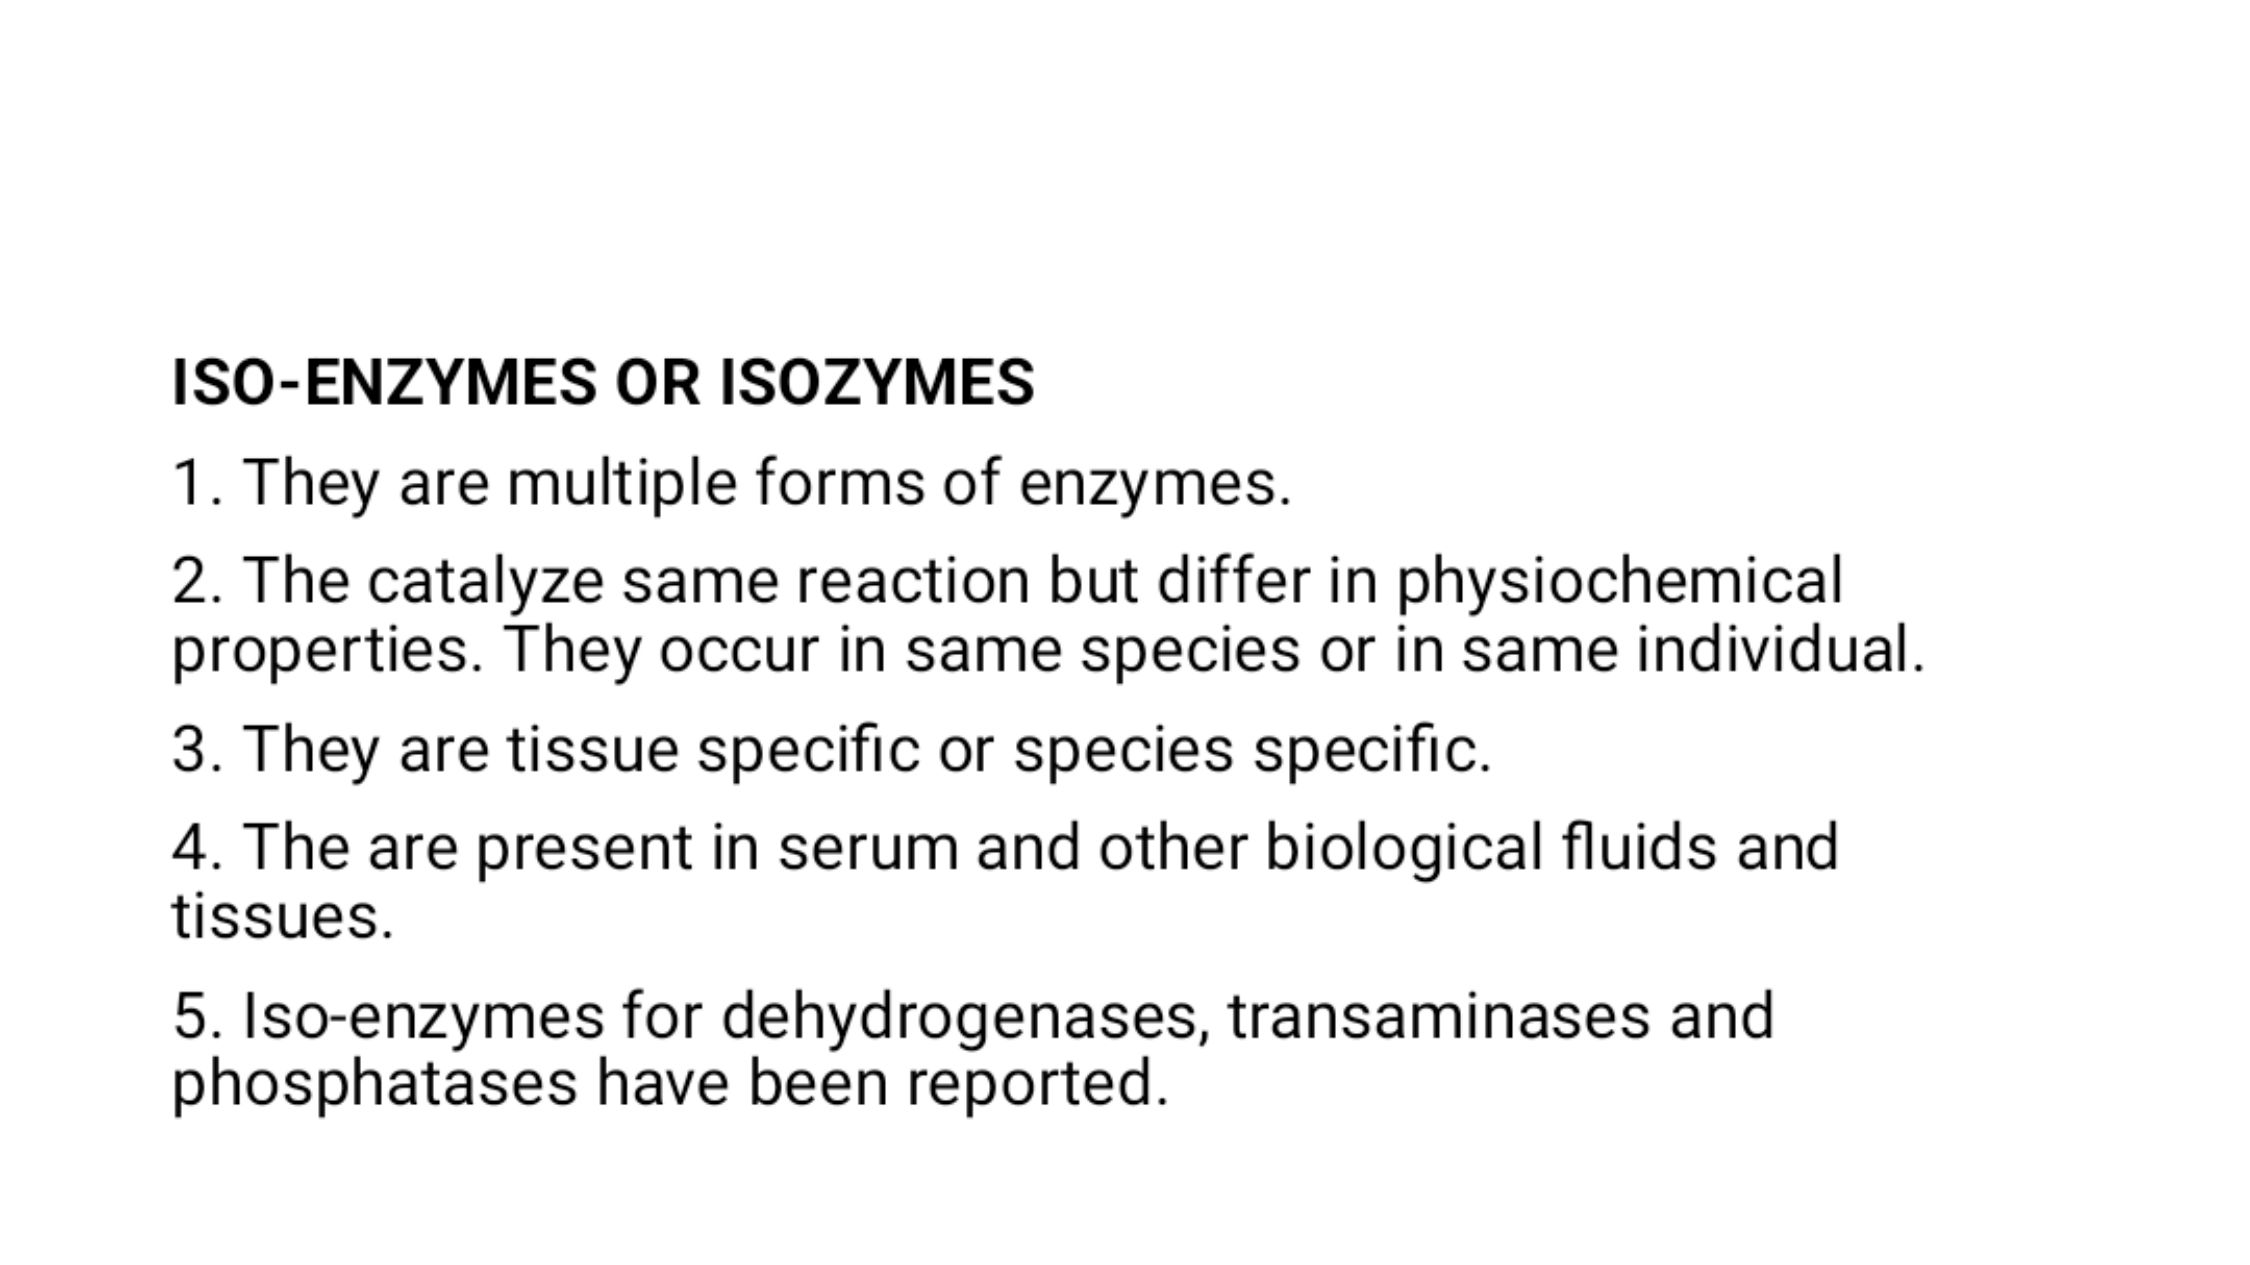 ISO-ENZYMES OR ISOZYMES
1. They are multiple forms of enzymes.
2. The catalyze same reaction but differ in physiochemical
properties. They occur in same species or in same individual.
3. They are tissue specific or species specific.
4. The are present in serum and other biological fluids and
tissues.
5. Iso-enzymes for dehydrogenases, transaminases and
phosphatases have been reported.